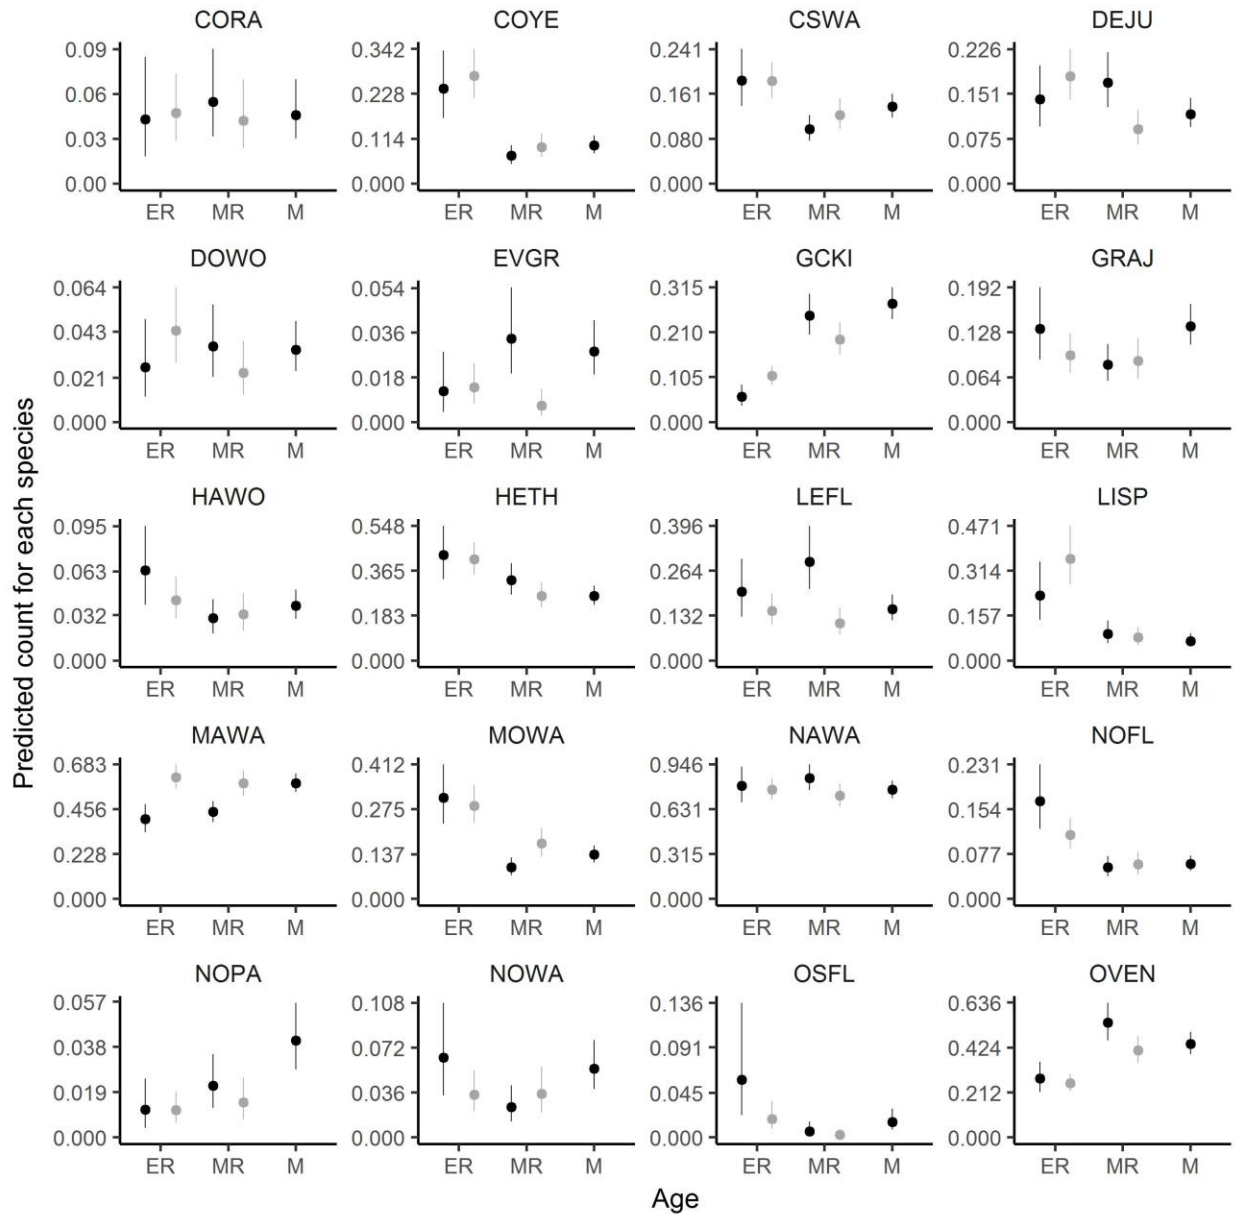 CORA COYE CSWA DEJU
0.09 0.342 0.241 0.226
0.06 0.228 0.161 0.151
0.03 0.114 0.080 0.075
0.00 0.000 0.000 0.000
ER MR M ER MR M ER MR M ER MR M
DOWO EVGR GCKI GRAJ
0.064 0.054 0.315 0.192
0.043 0.036 0.210 0.128
0.021 0.018 0.105 0.064
0.000 0.000 0.000 0.000
ER MR M ER MR M ER MR M ER MR M
Predicted count for each species
HAWO HETH LEFL LISP
0.095 0.548 0.396 0.471
0.063 0.365 0.264 0.314
0.032 0.183 0.132 0.157
0.000 0.000 0.000 0.000
ER MR M ER MR M ER MR M ER MR M
MAWA MOWA NAWA NOFL
0.683 0.412 0.946 0.231
0.456 0.275 0.631 0.154
0.228 0.137 0.315 0.077
0.000 0.000 0.000 0.000
ER MR M ER MR M ER MR M ER MR M
NOPA NOWA OSFL OVEN
0.057 0.108 0.136 0.636
0.038 0.072 0.091 0.424
0.019 0.036 0.045 0.212
0.000 0.000 0.000 0.000
ER MR M ER MR M ER MR M ER MR M
Age